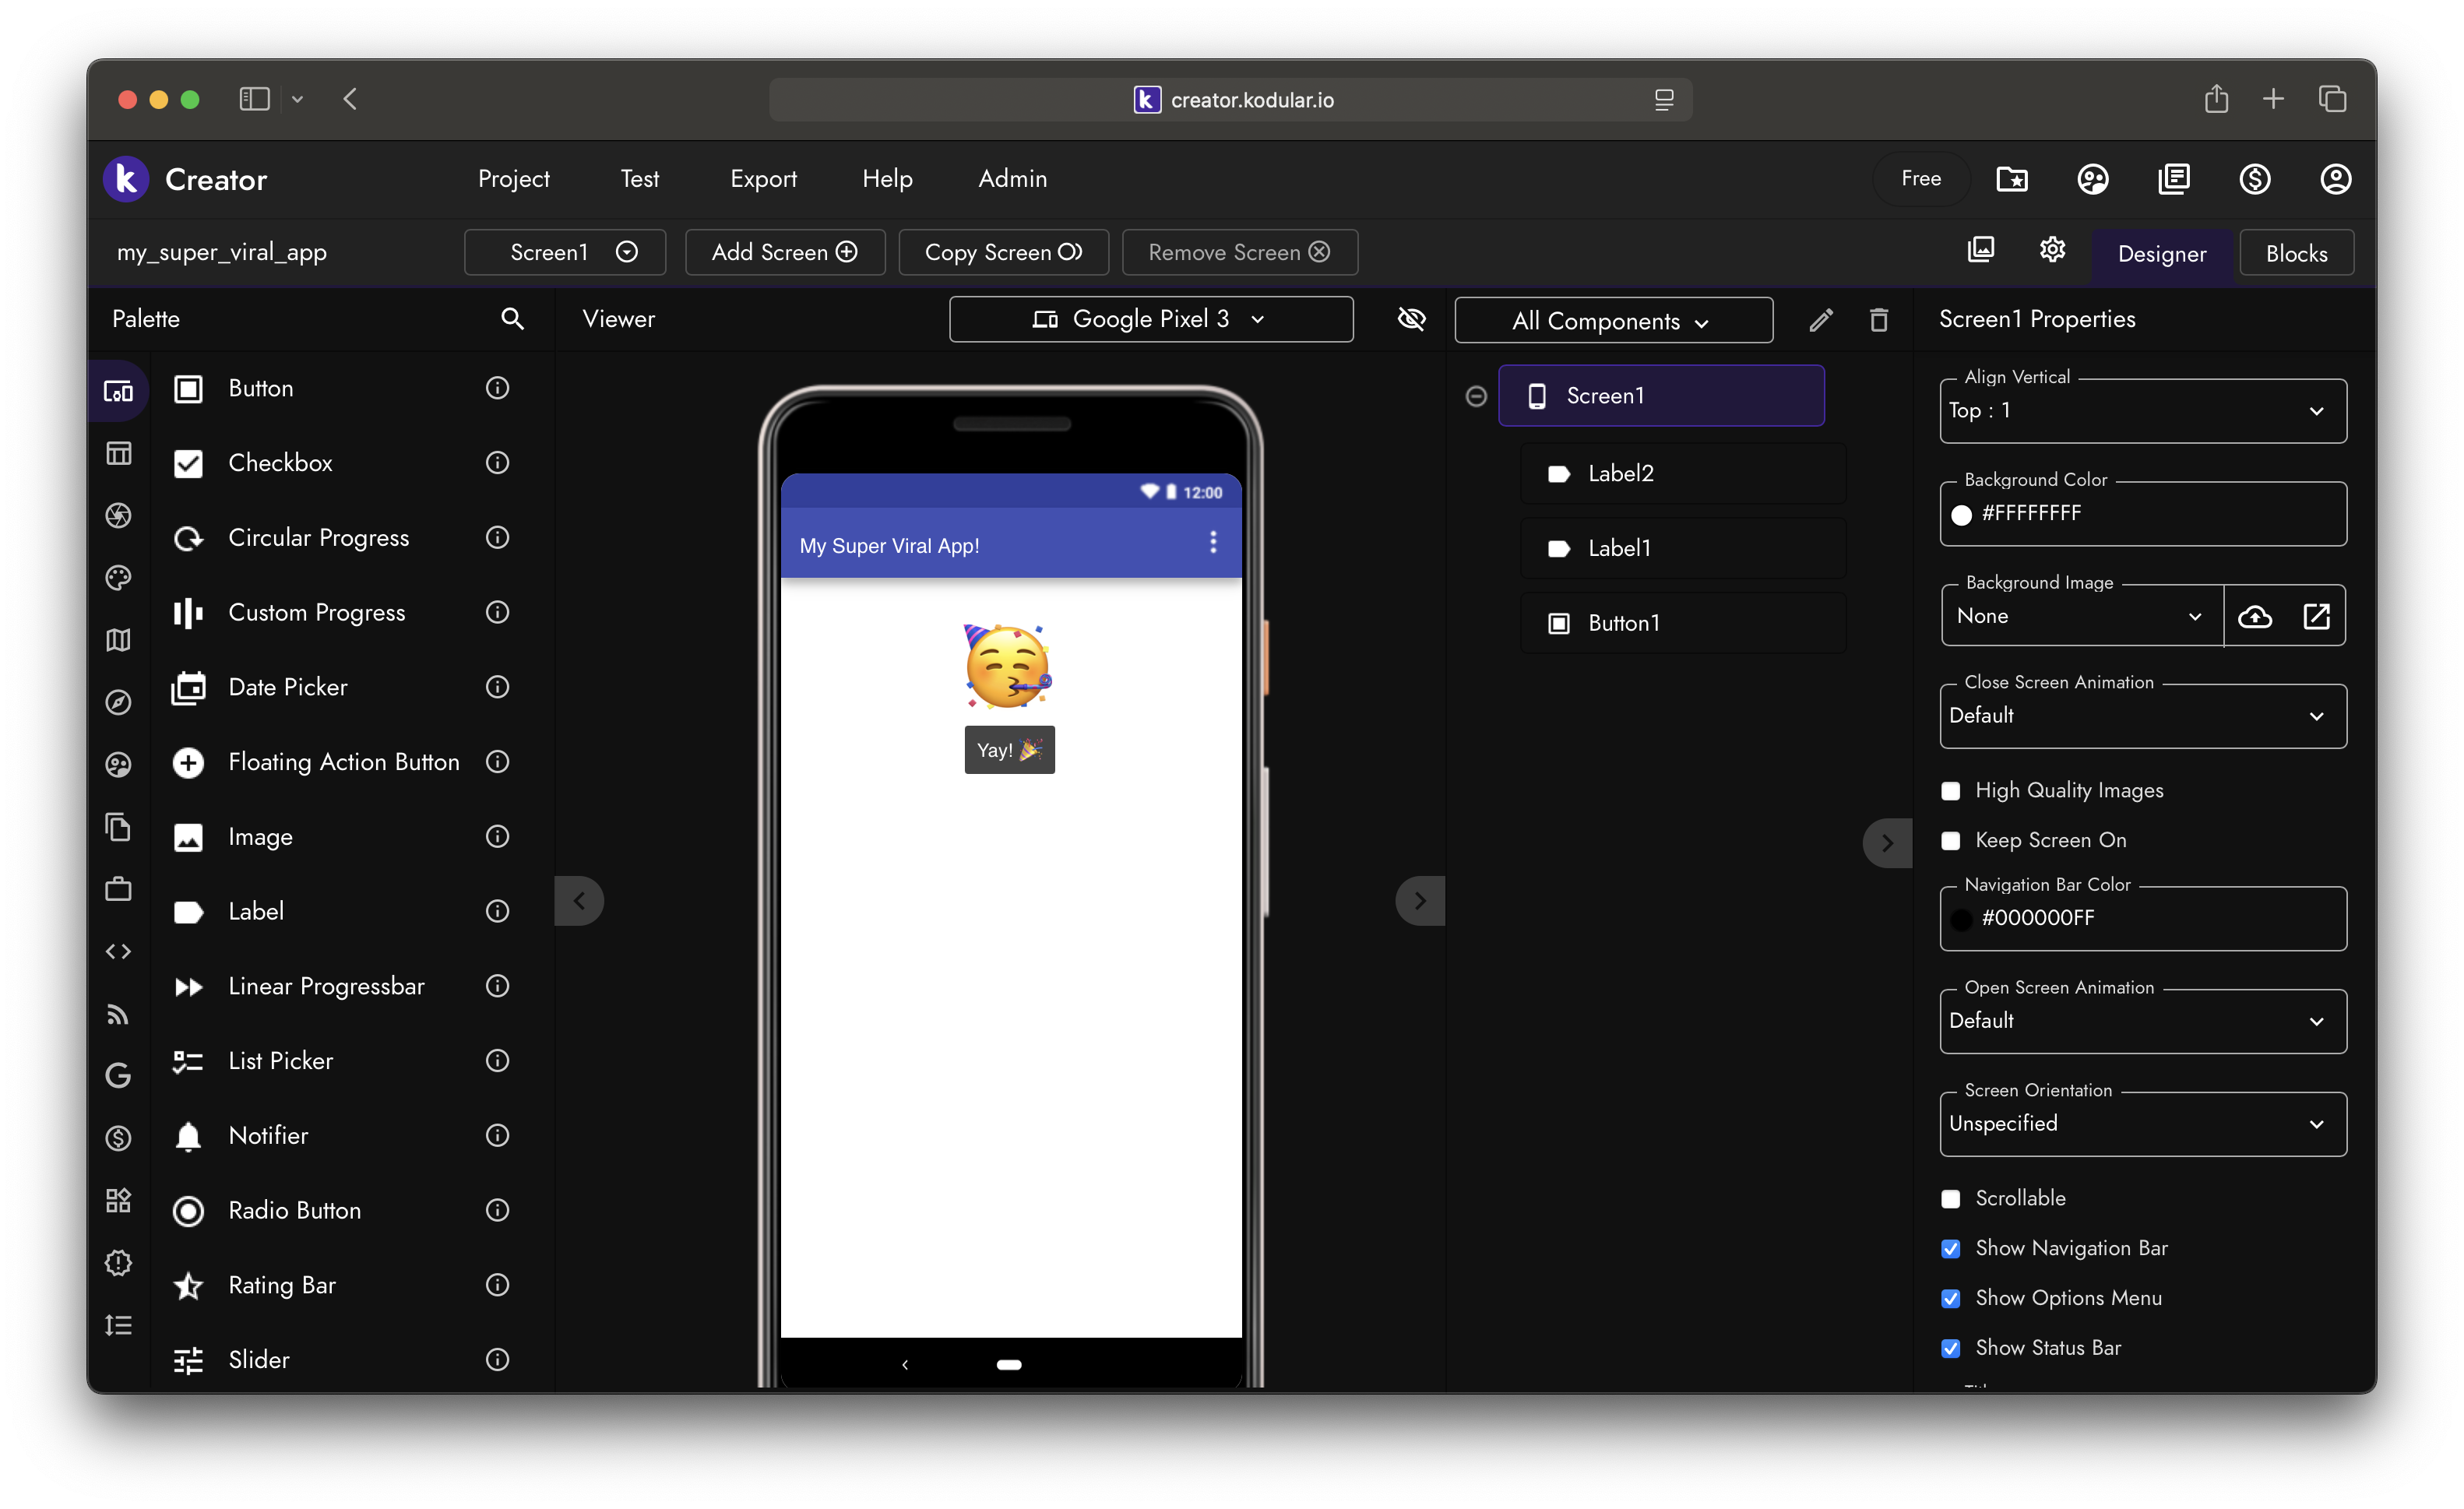 creator.kodular.io
Creator
Project
Test
Export
Help
Admin
Free
my_super_viral_app
Screen1
Add Screen
Copy Screen
Remove Screen
Designer
Blocks
Palette
Button
Checkbox
Circular Progress
Custom Progress
Date Picker
Floating Action Button
Image
Label
Linear Progressbar
List Picker
Notifier
Radio Button
Rating Bar
Slider
Viewer
Google Pixel 3
12:00
My Super Viral App!
🥳
Yay! 🎉
All Components
Screen1
Label2
Label1
Button1
Screen1 Properties
Align Vertical
Top : 1
Background Color
#FFFFFFFF
Background Image
None
Close Screen Animation
Default
High Quality Images
Keep Screen On
Navigation Bar Color
#000000FF
Open Screen Animation
Default
Screen Orientation
Unspecified
Scrollable
Show Navigation Bar
Show Options Menu
Show Status Bar